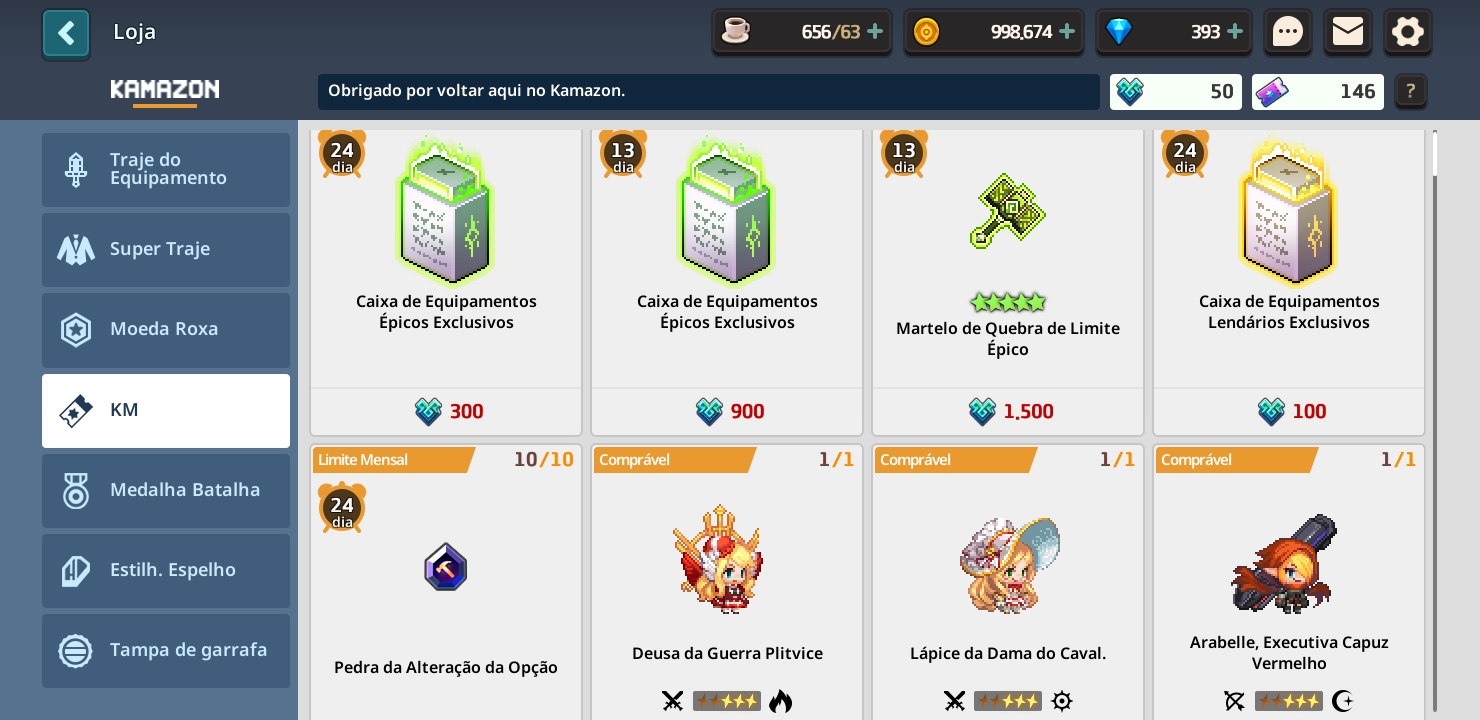 Loja
656/63
998,674
393
KAMAZON
Obrigado por voltar aqui no Kamazon.
50
146
?
Traje do
Equipamento
Super Traje
Moeda Roxa
KM
Medalha Batalha
Estilh. Espelho
Tampa de garrafa
24
dia
Caixa de Equipamentos
Épicos Exclusivos
300
13
dia
Caixa de Equipamentos
Épicos Exclusivos
900
13
dia
Martelo de Quebra de Limite
Épico
1,500
24
dia
Caixa de Equipamentos
Lendários Exclusivos
100
Limite Mensal 10/10
24
dia
Pedra da Alteração da Opção
Comprável 1/1
Deusa da Guerra Plitvice
Comprável 1/1
Lápice da Dama do Caval.
Comprável 1/1
Arabelle, Executiva Capuz
Vermelho